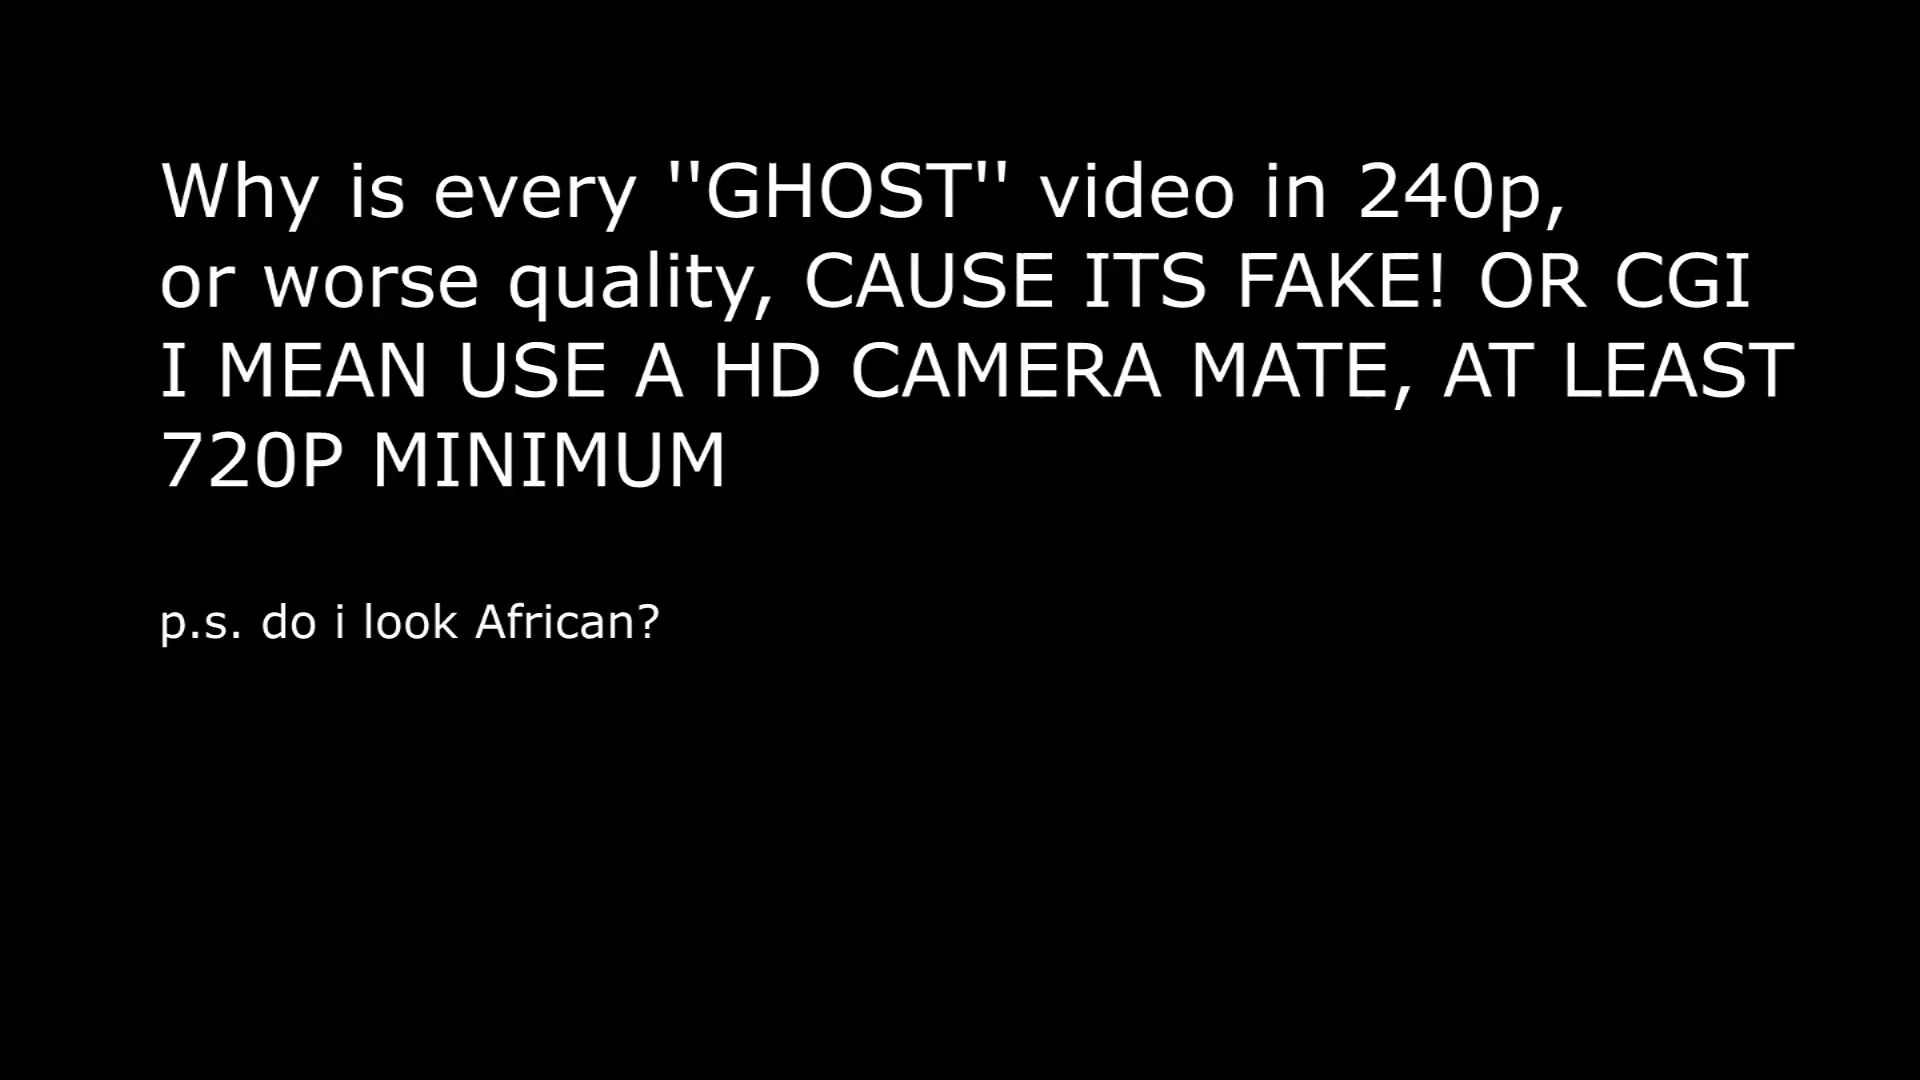 Why is every ''GHOST'' video in 240p,
or worse quality, CAUSE ITS FAKE! OR CGI
I MEAN USE A HD CAMERA MATE, AT LEAST
720P MINIMUM
p.s. do i look African?